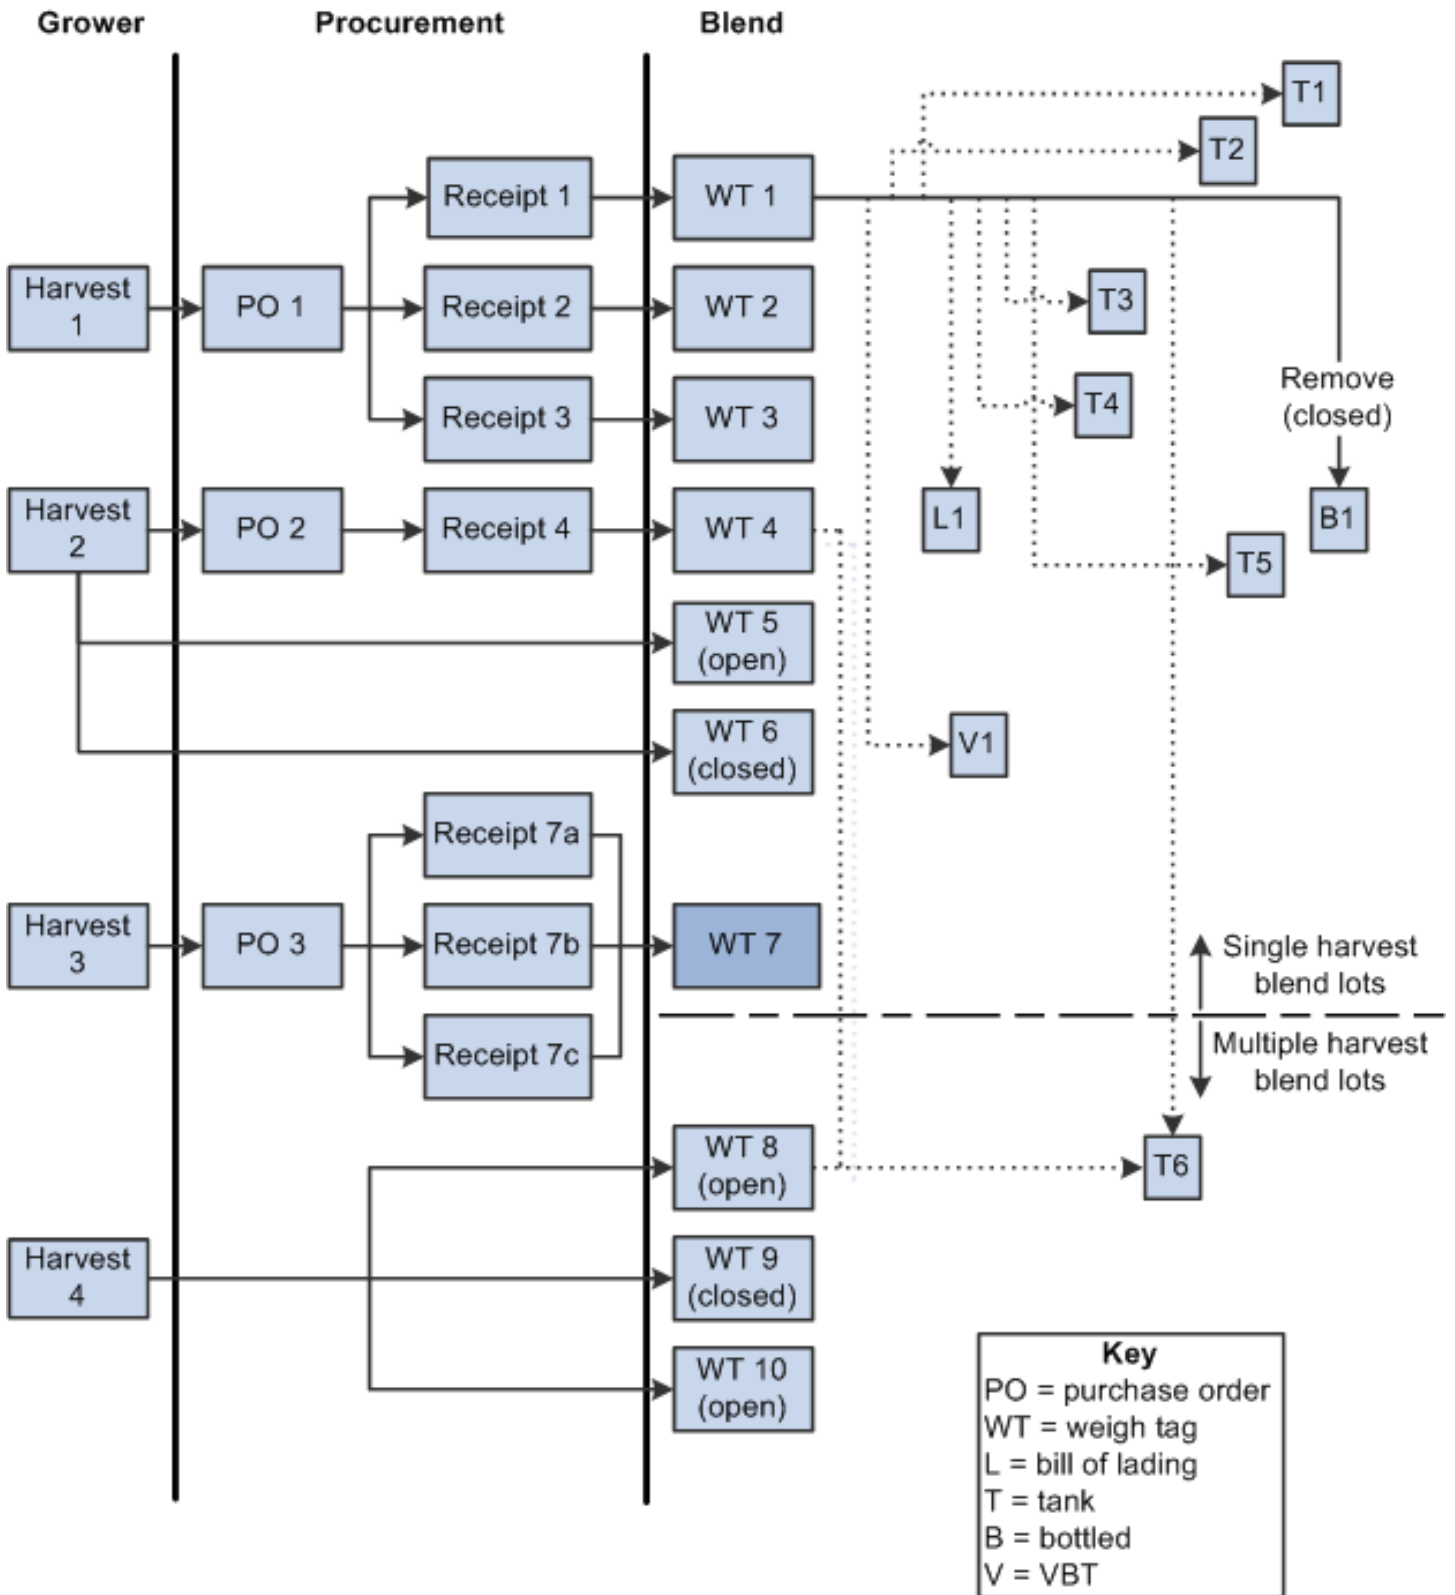 Grower
Procurement
Blend
T1
T2
Receipt 1
WT 1
Harvest
1
PO 1
Receipt 2
WT 2
T3
Receipt 3
WT 3
T4
Remove
(closed)
Harvest
2
PO 2
Receipt 4
WT 4
L1
B1
T5
WT 5
(open)
WT 6
(closed)
V1
Receipt 7a
Harvest
3
PO 3
Receipt 7b
WT 7
Single harvest
blend lots
Receipt 7c
Multiple harvest
blend lots
WT 8
(open)
T6
Harvest
4
WT 9
(closed)
WT 10
(open)
Key
PO = purchase order
WT = weigh tag
L = bill of lading
T = tank
B = bottled
V = VBT